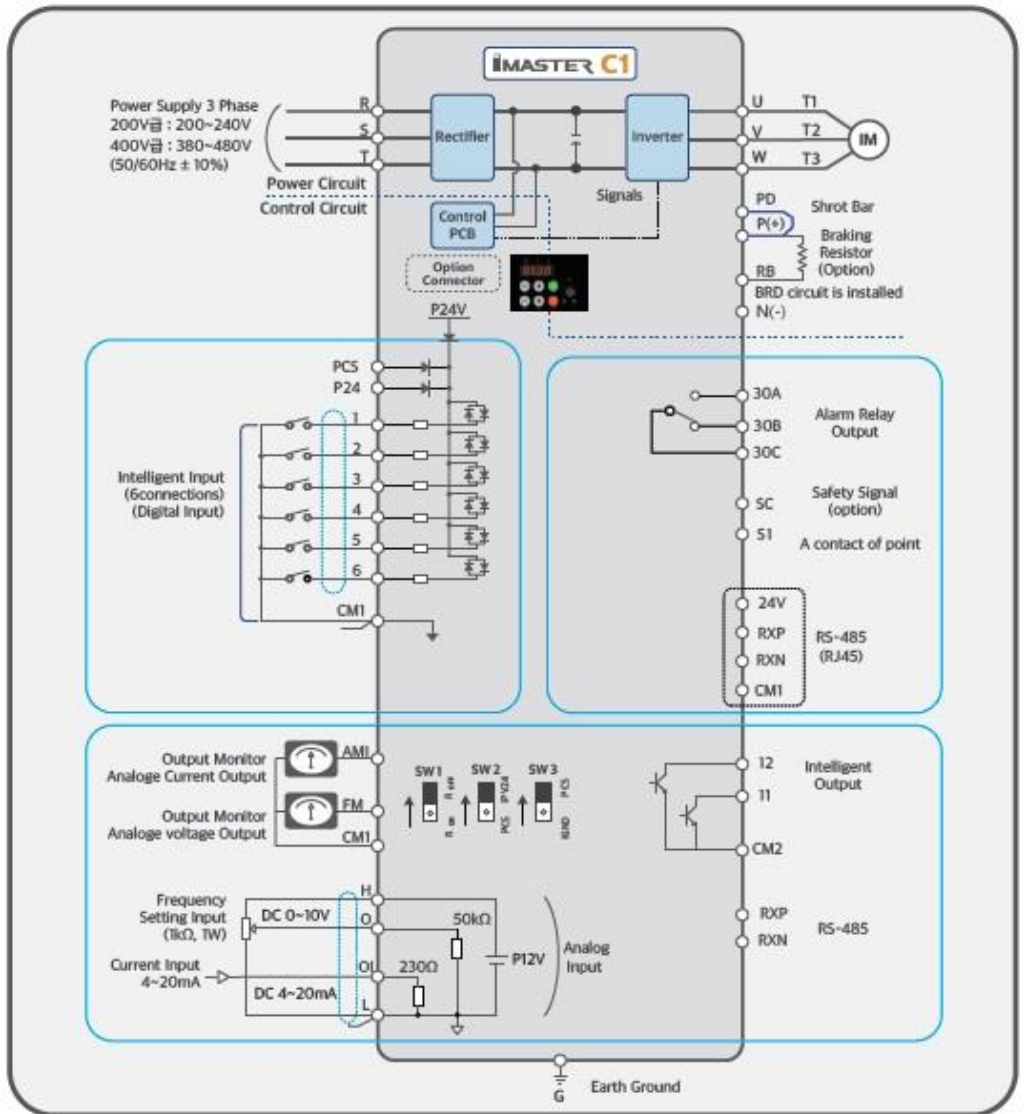 iMASTER C1
Power Supply 3 Phase
200V급 : 200~240V
400V급 : 380~480V
(50/60Hz ± 10%)
R
S
T
Rectifier
Inverter
U T1
V T2
W T3
IM
Power Circuit
Control Circuit
Signals
Control
PCB
Option
Connector
PD
P(+)
Shrot Bar
Braking
Resistor
(Option)
RB
BRD circuit is installed
N(-)
P24V
PCS
P24
1
2
3
4
5
6
CM1
Intelligent Input
(6connections)
(Digital Input)
30A
30B
30C
Alarm Relay
Output
SC
S1
Safety Signal
(option)
A contact of point
24V
RXP
RXN
CM1
RS-485
(RJ45)
Output Monitor
Analoge Current Output
AMI
Output Monitor
Analoge voltage Output
FM
CM1
SW1
SW2
SW3
R off
R on
PV24
PCS
PCS
12
11
CM2
Intelligent
Output
Frequency
Setting Input
(1kΩ, 1W)
DC 0~10V
H
O
OI
L
Current Input
4~20mA
DC 4~20mA
50kΩ
230Ω
P12V
Analog
Input
RXP
RXN
RS-485
G
Earth Ground